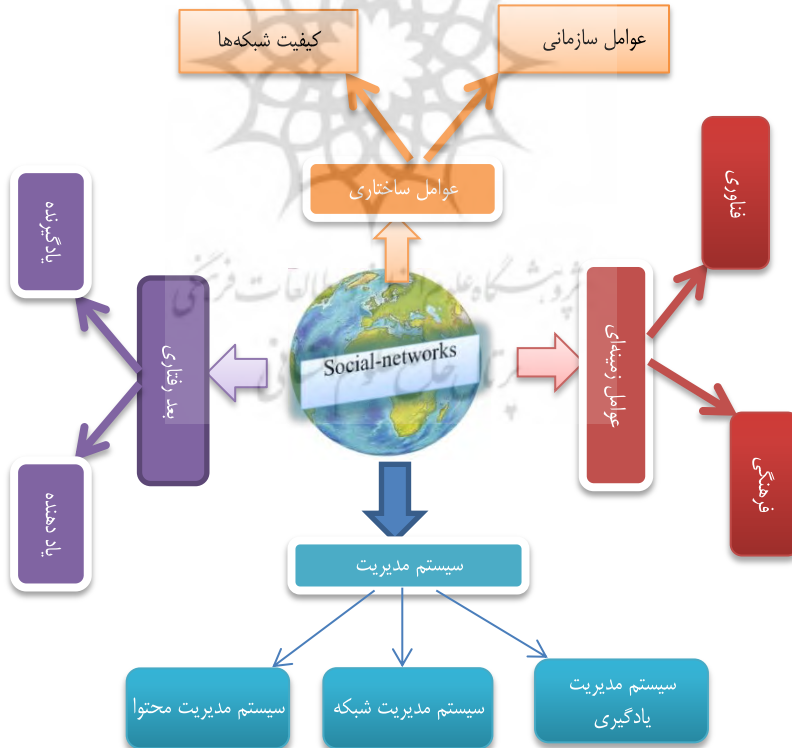 عوامل سازمانی
کیفیت شبکه‌ها
عوامل ساختاری
فناوری
عوامل زمینه‌ای
فرهنگی
Social-networks
بعد رفتاری
یادگیرنده
یاد دهنده
سیستم مدیریت
سیستم مدیریت
یادگیری
سیستم مدیریت شبکه
سیستم مدیریت محتوا